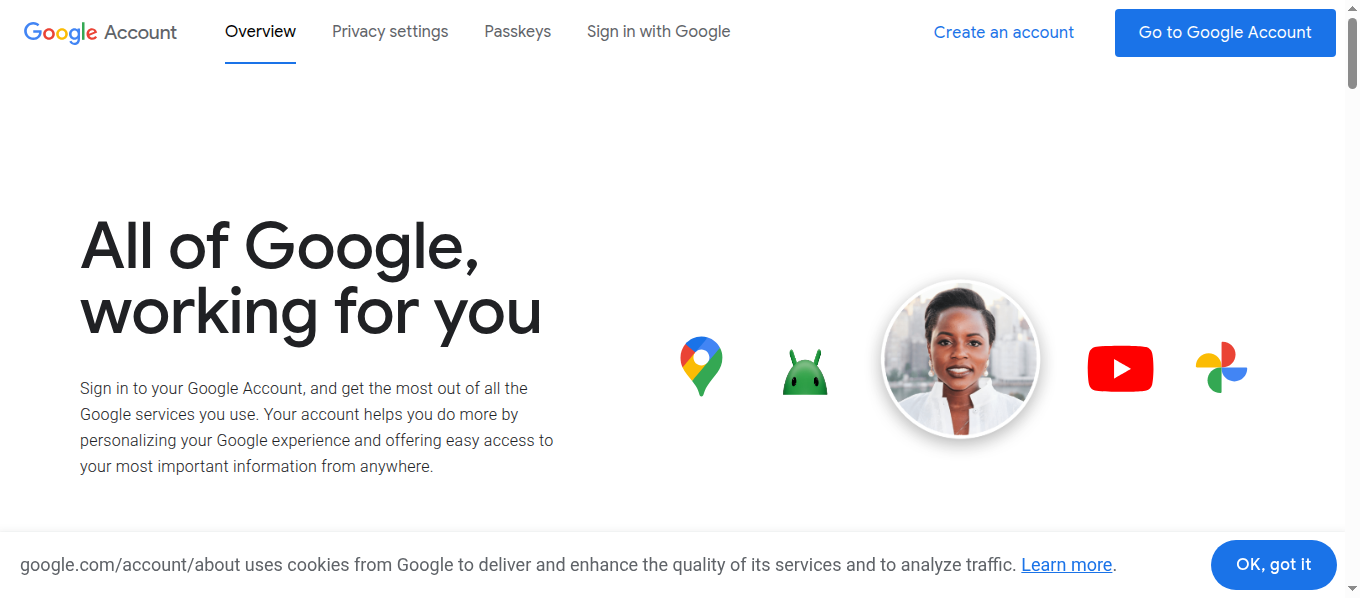 Google Account
Overview
Privacy settings
Passkeys
Sign in with Google
Create an account
Go to Google Account
All of Google,
working for you
Sign in to your Google Account, and get the most out of all the
Google services you use. Your account helps you do more by
personalizing your Google experience and offering easy access to
your most important information from anywhere.
google.com/account/about uses cookies from Google to deliver and enhance the quality of its services and to analyze traffic. Learn more.
OK, got it